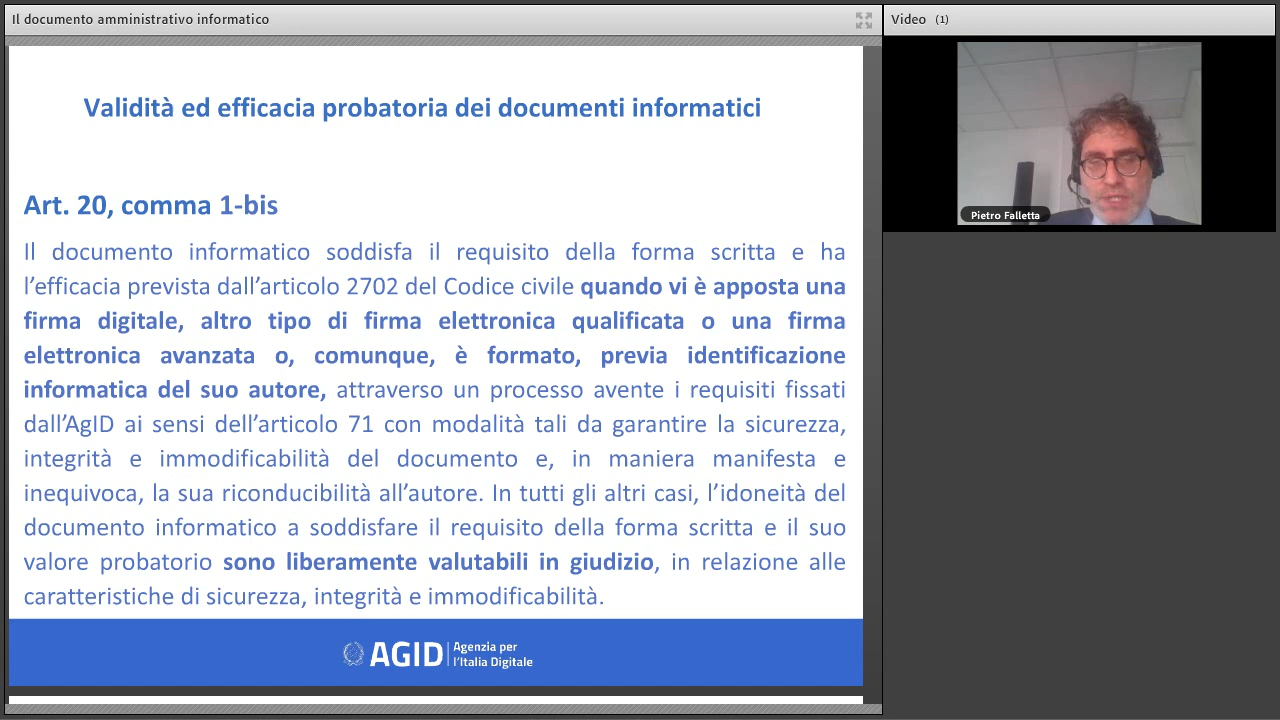 Il documento amministrativo informatico
Video (1)
Validità ed efficacia probatoria dei documenti informatici
Art. 20, comma 1-bis
Il documento informatico soddisfa il requisito della forma scritta e ha
l’efficacia prevista dall’articolo 2702 del Codice civile quando vi è apposta una
firma digitale, altro tipo di firma elettronica qualificata o una firma
elettronica avanzata o, comunque, è formato, previa identificazione
informatica del suo autore, attraverso un processo avente i requisiti fissati
dall’AgID ai sensi dell’articolo 71 con modalità tali da garantire la sicurezza,
integrità e immodificabilità del documento e, in maniera manifesta e
inequivoca, la sua riconducibilità all’autore. In tutti gli altri casi, l’idoneità del
documento informatico a soddisfare il requisito della forma scritta e il suo
valore probatorio sono liberamente valutabili in giudizio, in relazione alle
caratteristiche di sicurezza, integrità e immodificabilità.
AGID Agenzia per
l’Italia Digitale
Pietro Falletta